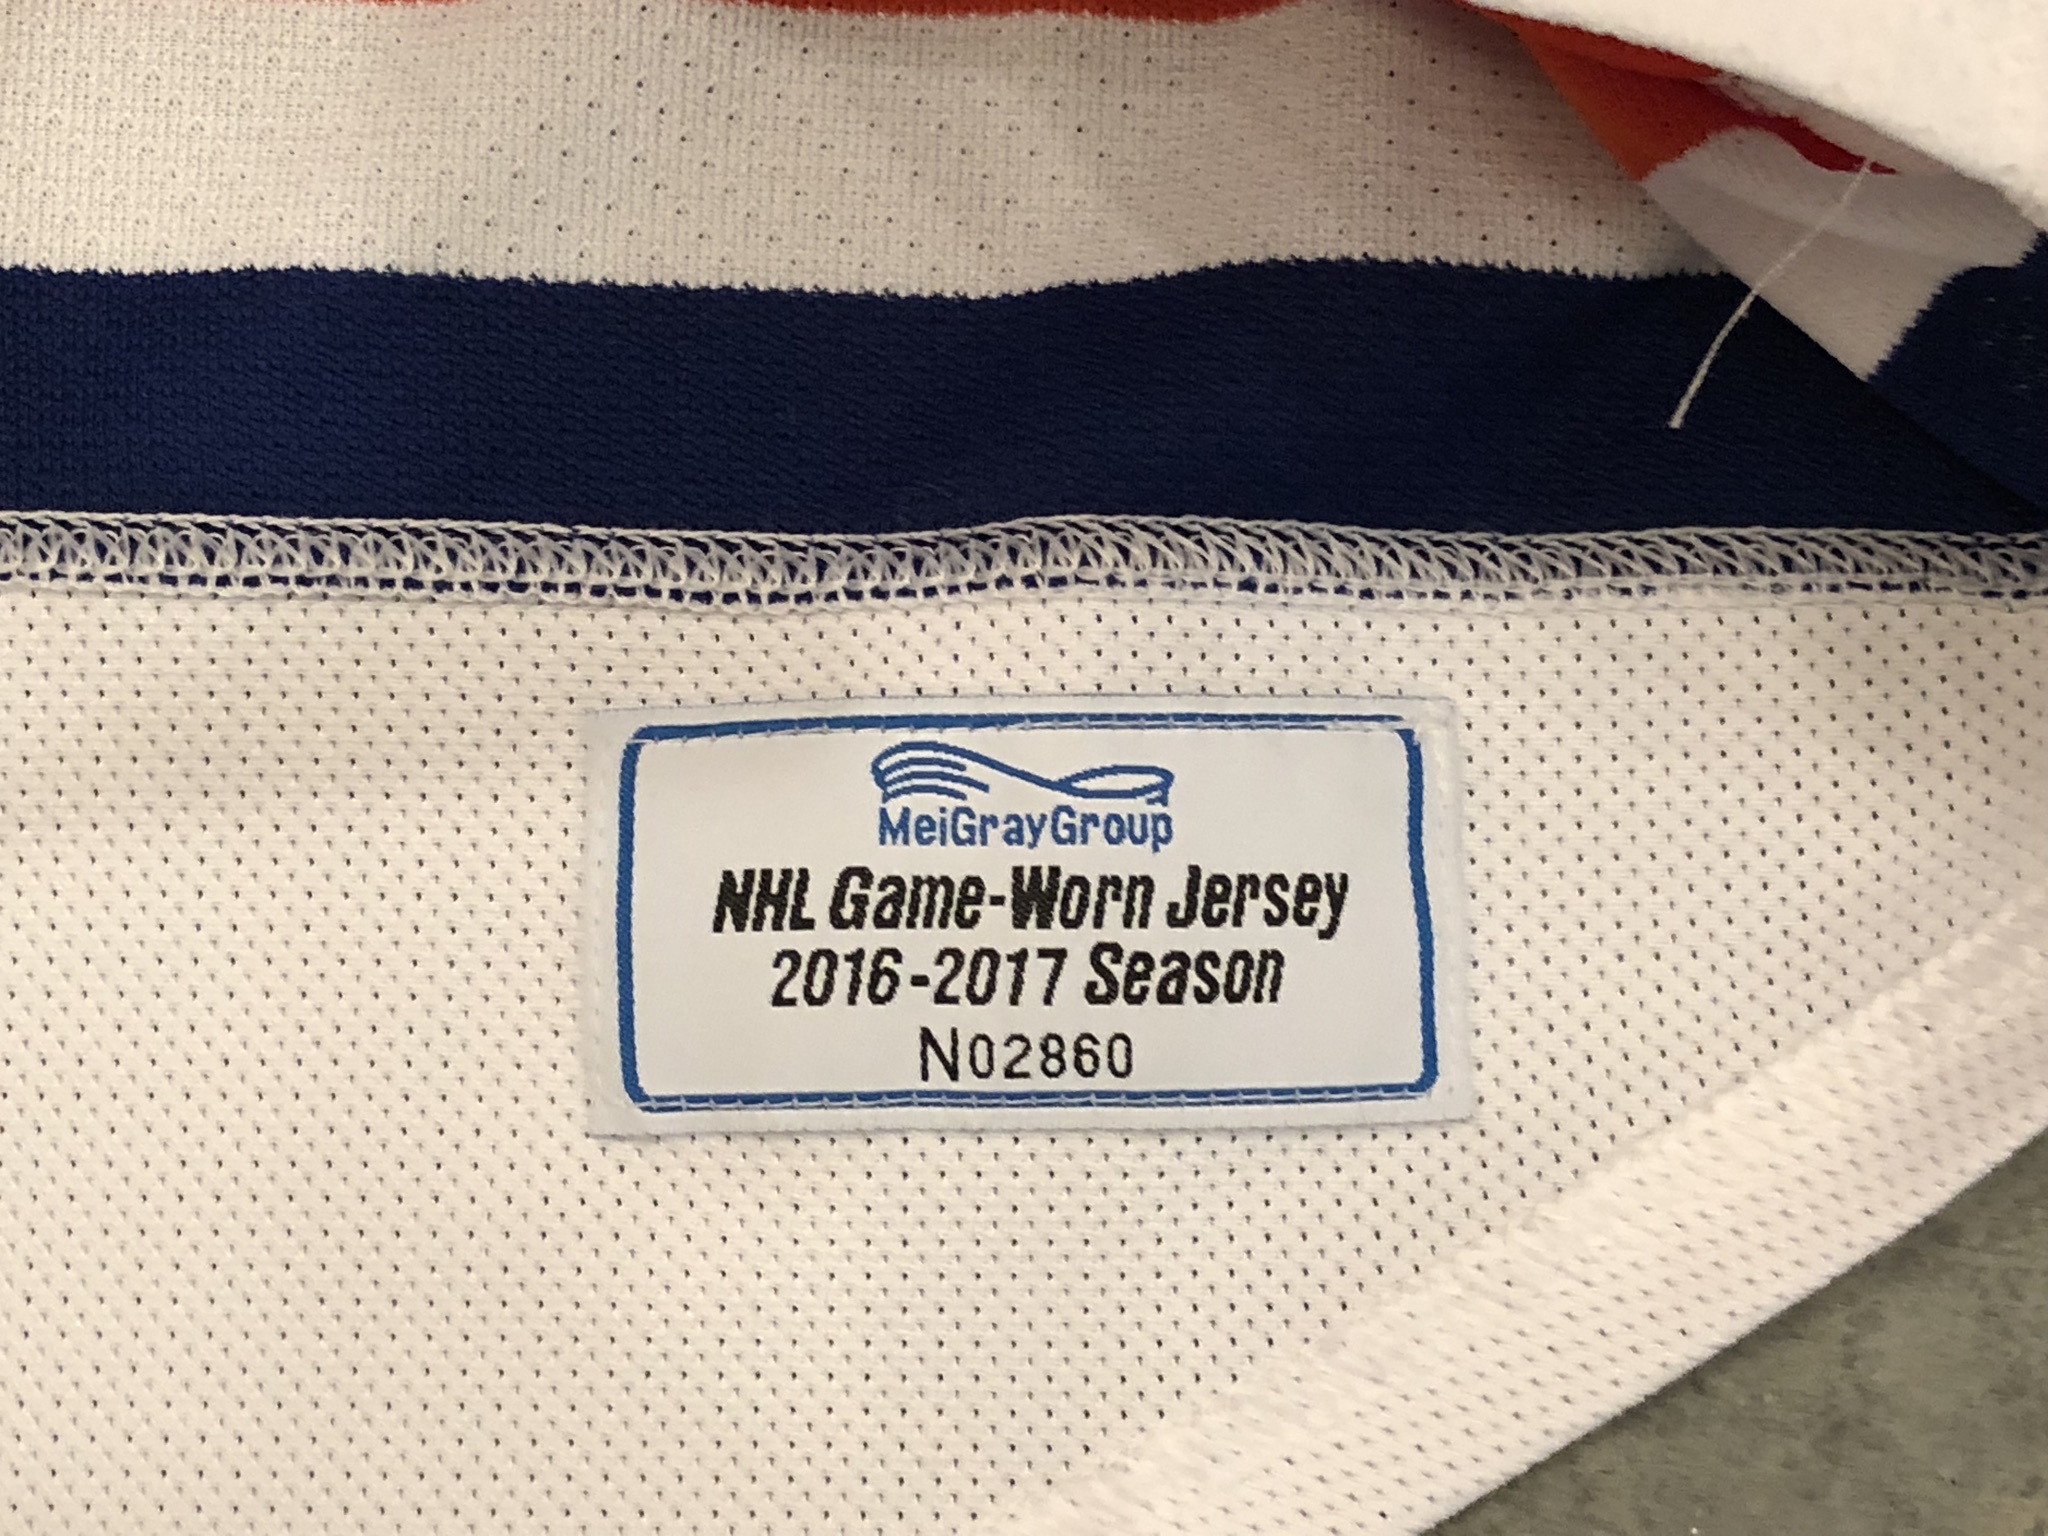 MeiGrayGroup
NHL Game-Worn Jersey
2016-2017 Season
N02860